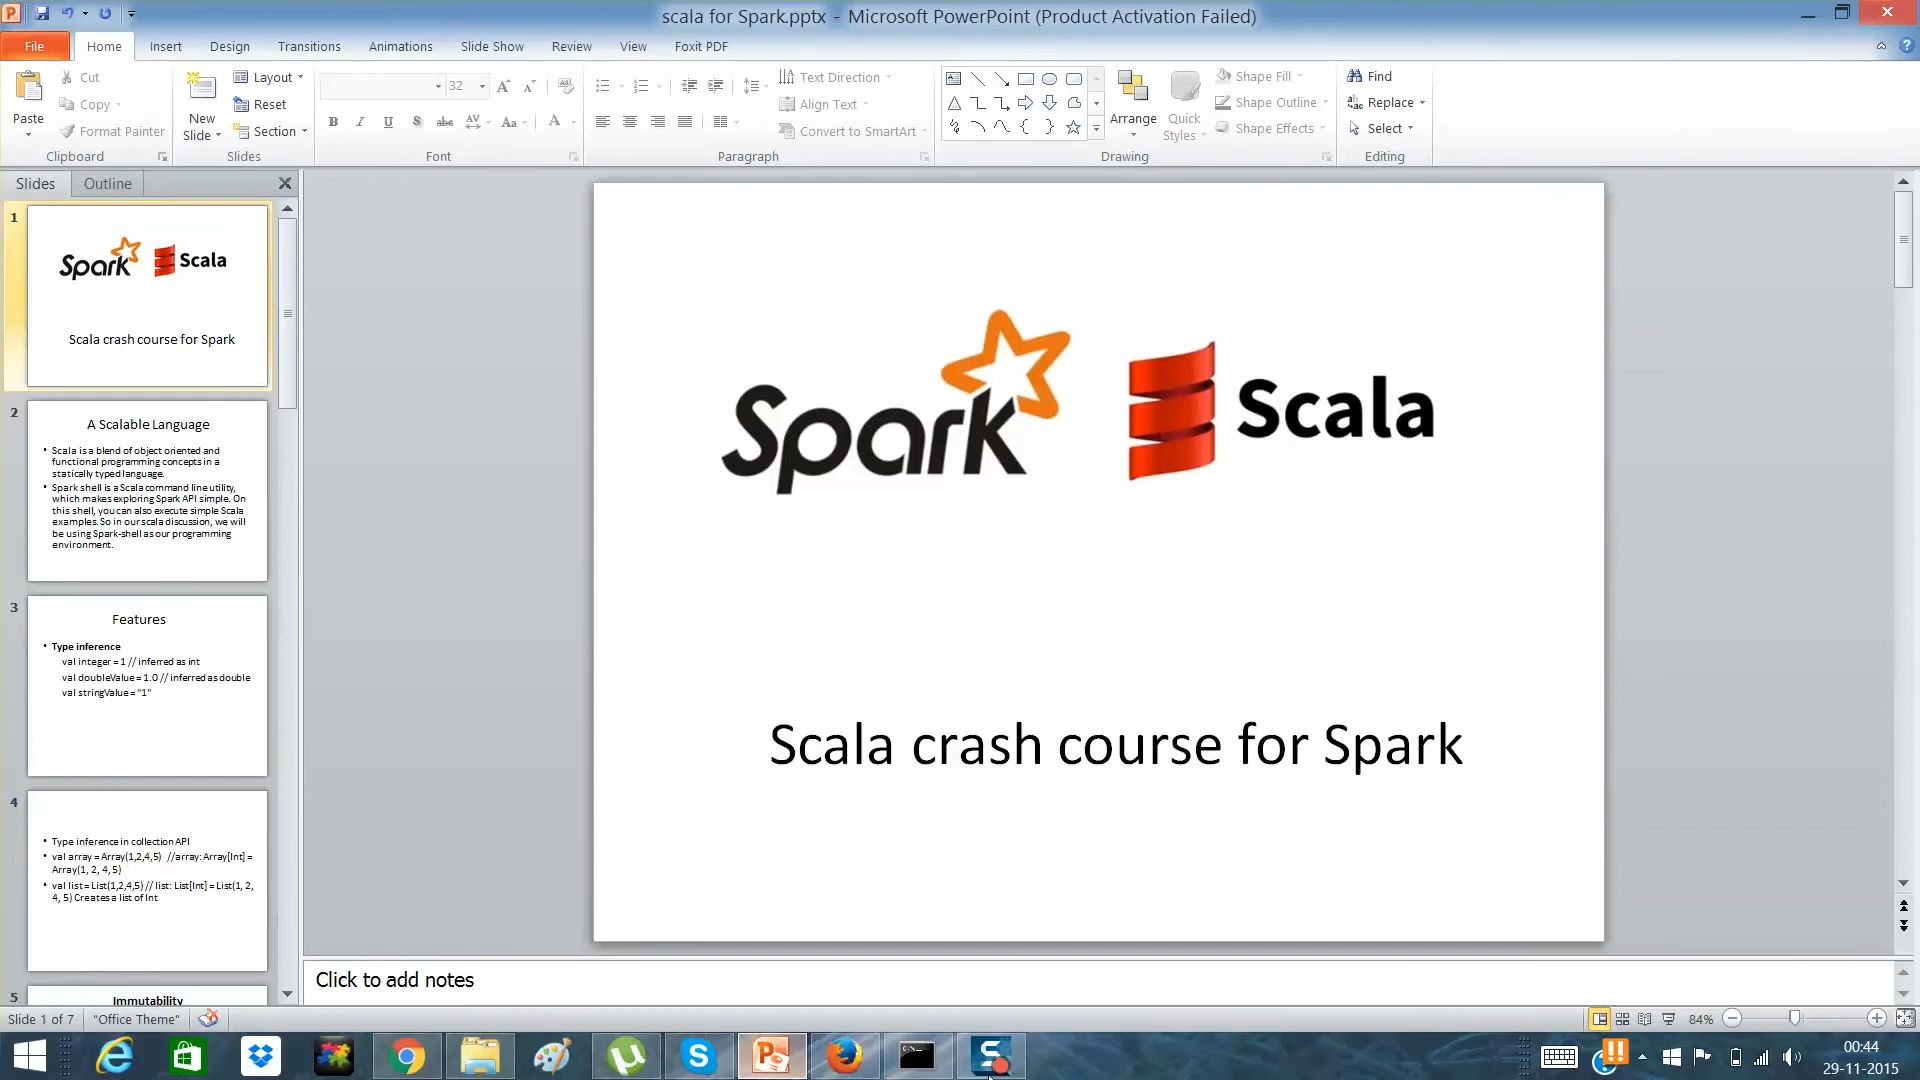 scala for Spark.pptx - Microsoft PowerPoint (Product Activation Failed)
File Home Insert Design Transitions Animations Slide Show Review View Foxit PDF
Paste
Cut
Copy
Format Painter
Clipboard
New Slide
Layout
Reset
Section
Slides
32
B I U S abc AV Aa A
Font
Text Direction
Align Text
Convert to SmartArt
Paragraph
Arrange
Quick Styles
Shape Fill
Shape Outline
Shape Effects
Drawing
Find
Replace
Select
Editing
Slides Outline
1
Spark Scala
Scala crash course for Spark
2
A Scalable Language
• Scala is a blend of object oriented and
functional programming concepts in a
statically typed language.
• Spark shell is a Scala command line utility,
which makes exploring Spark API simple. On
this shell, you can also execute simple Scala
examples. So in our scala discussion, we will
be using Spark-shell as our programming
environment.
3
Features
• Type inference
val integer = 1 // inferred as int
val doubleValue = 1.0 // inferred as double
val stringValue = "1"
4
• Type inference in collection API
• val array = Array(1,2,4,5) //array: Array[Int] =
Array(1, 2, 4, 5)
• val list = List(1,2,4,5) // list: List[Int] = List(1, 2,
4, 5) Creates a list of Int
5
Immutability
Spark Scala
Scala crash course for Spark
Click to add notes
Slide 1 of 7 "Office Theme" 84%
00:44
29-11-2015